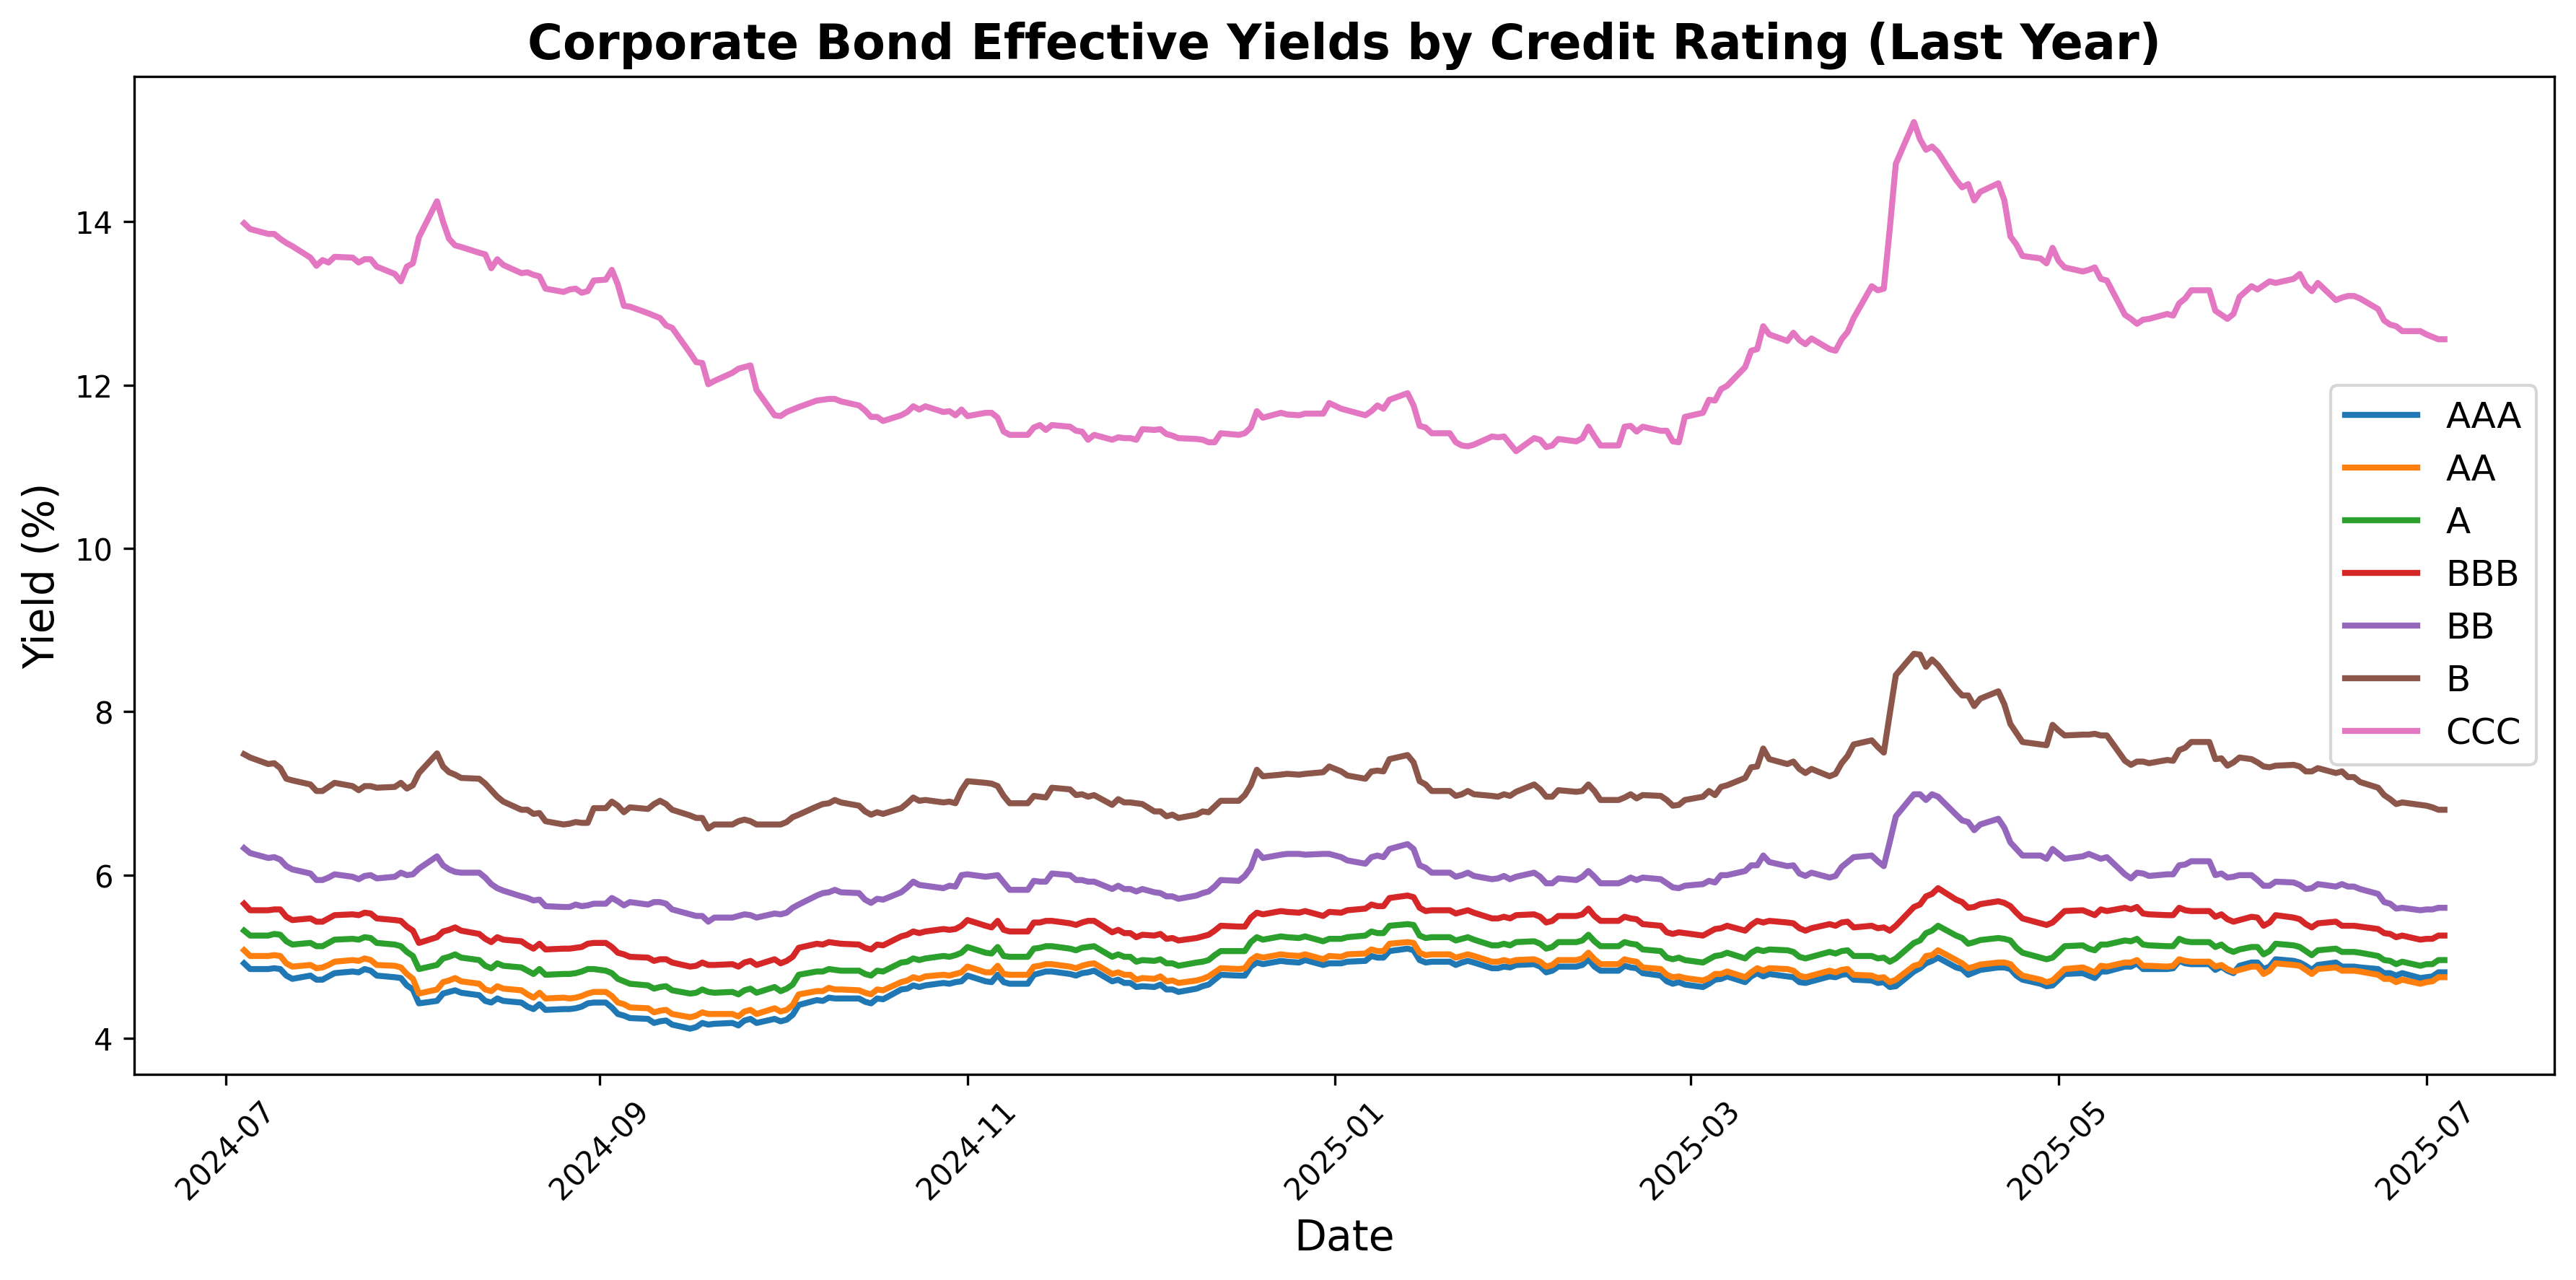 Corporate Bond Effective Yields by Credit Rating (Last Year)
Yield (%)
14
12
10
8
6
4
AAA
AA
A
BBB
BB
B
CCC
2024-07
2024-09
2024-11
2025-01
2025-03
2025-05
2025-07
Date